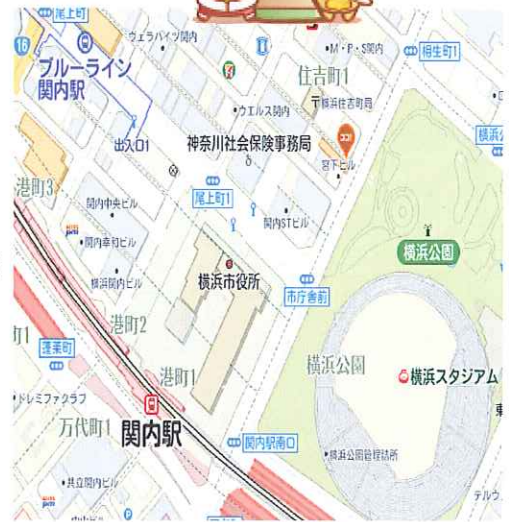 尾上町
16
ブルーライン
関内駅
ウェラハイツ関内
M・P・S関内
相生町1
住吉町1
横浜住吉町局
ウエルス関内
ココ!
出入口1
神奈川社会保険事務局
宮下ビル
港町3
尾上町1
関内中央ビル
関内STビル
関内幸和ビル
横浜公園
横浜関内ビル
横浜市役所
市庁舎前
港町2
蓬莱町
港町1
横浜公園
横浜スタジアム
ドレミファクラブ
万代町1
関内駅
関内駅南口
横浜公園管理詰所
共立関内ビル
テルウ